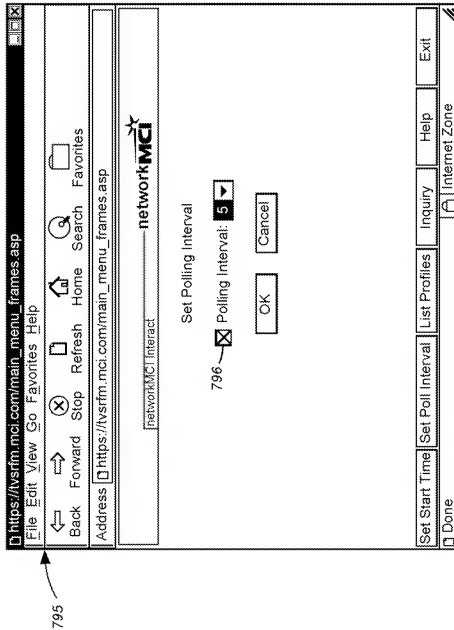 https://tvsrfm.mci.com/main_menu_frames.asp
File Edit View Go Favorites Help
Back Forward Stop Refresh Home Search Favorites
Address https://tvsrfm.mci.com/main_menu_frames.asp
networkMCI Interact
networkMCI
Set Polling Interval
796
Polling Interval: 5
OK Cancel
Set Start Time Set Poll Interval List Profiles Inquiry Help Exit
Done Internet Zone
795